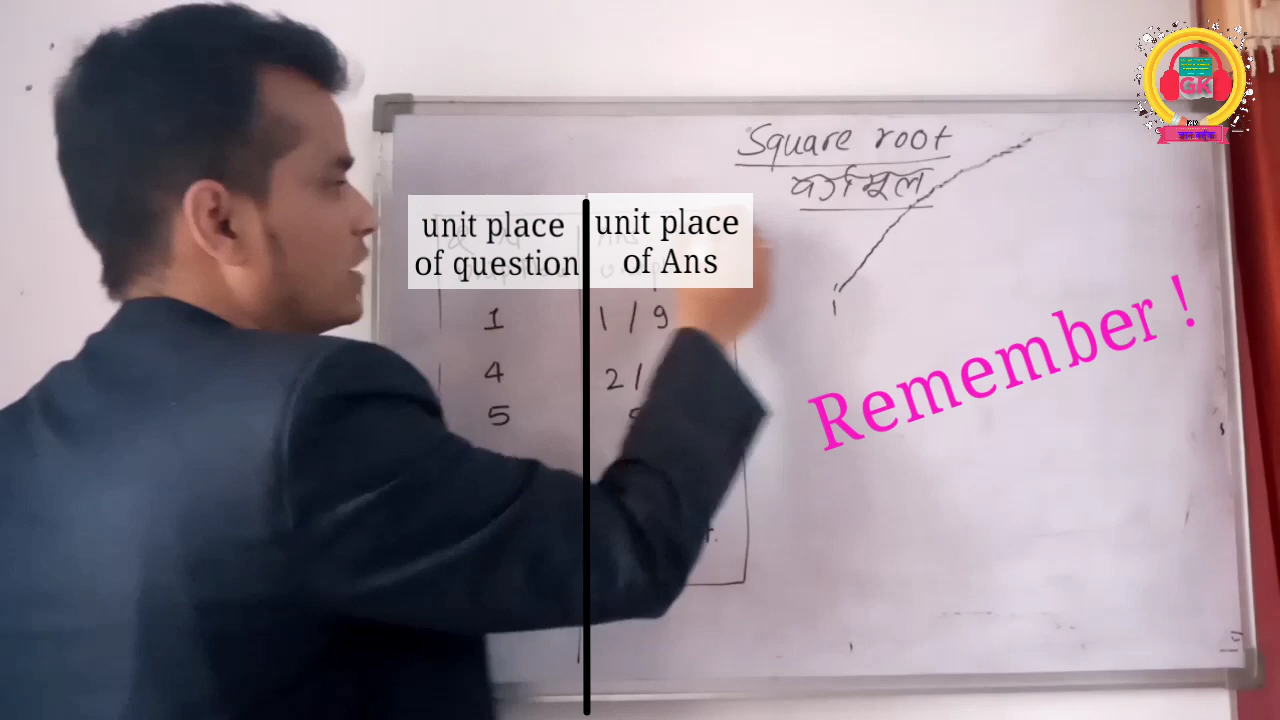 Square root
वर्गमूल
unit place
of question
unit place
of Ans
1
1 / 9
4
2 /
5
Remember !
GK